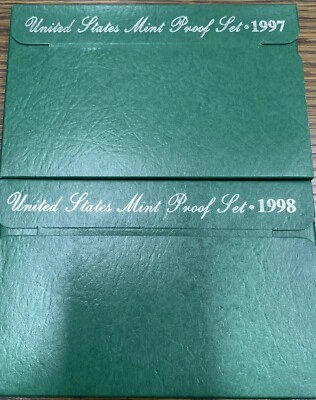 United States Mint Proof Set • 1997
United States Mint Proof Set • 1998